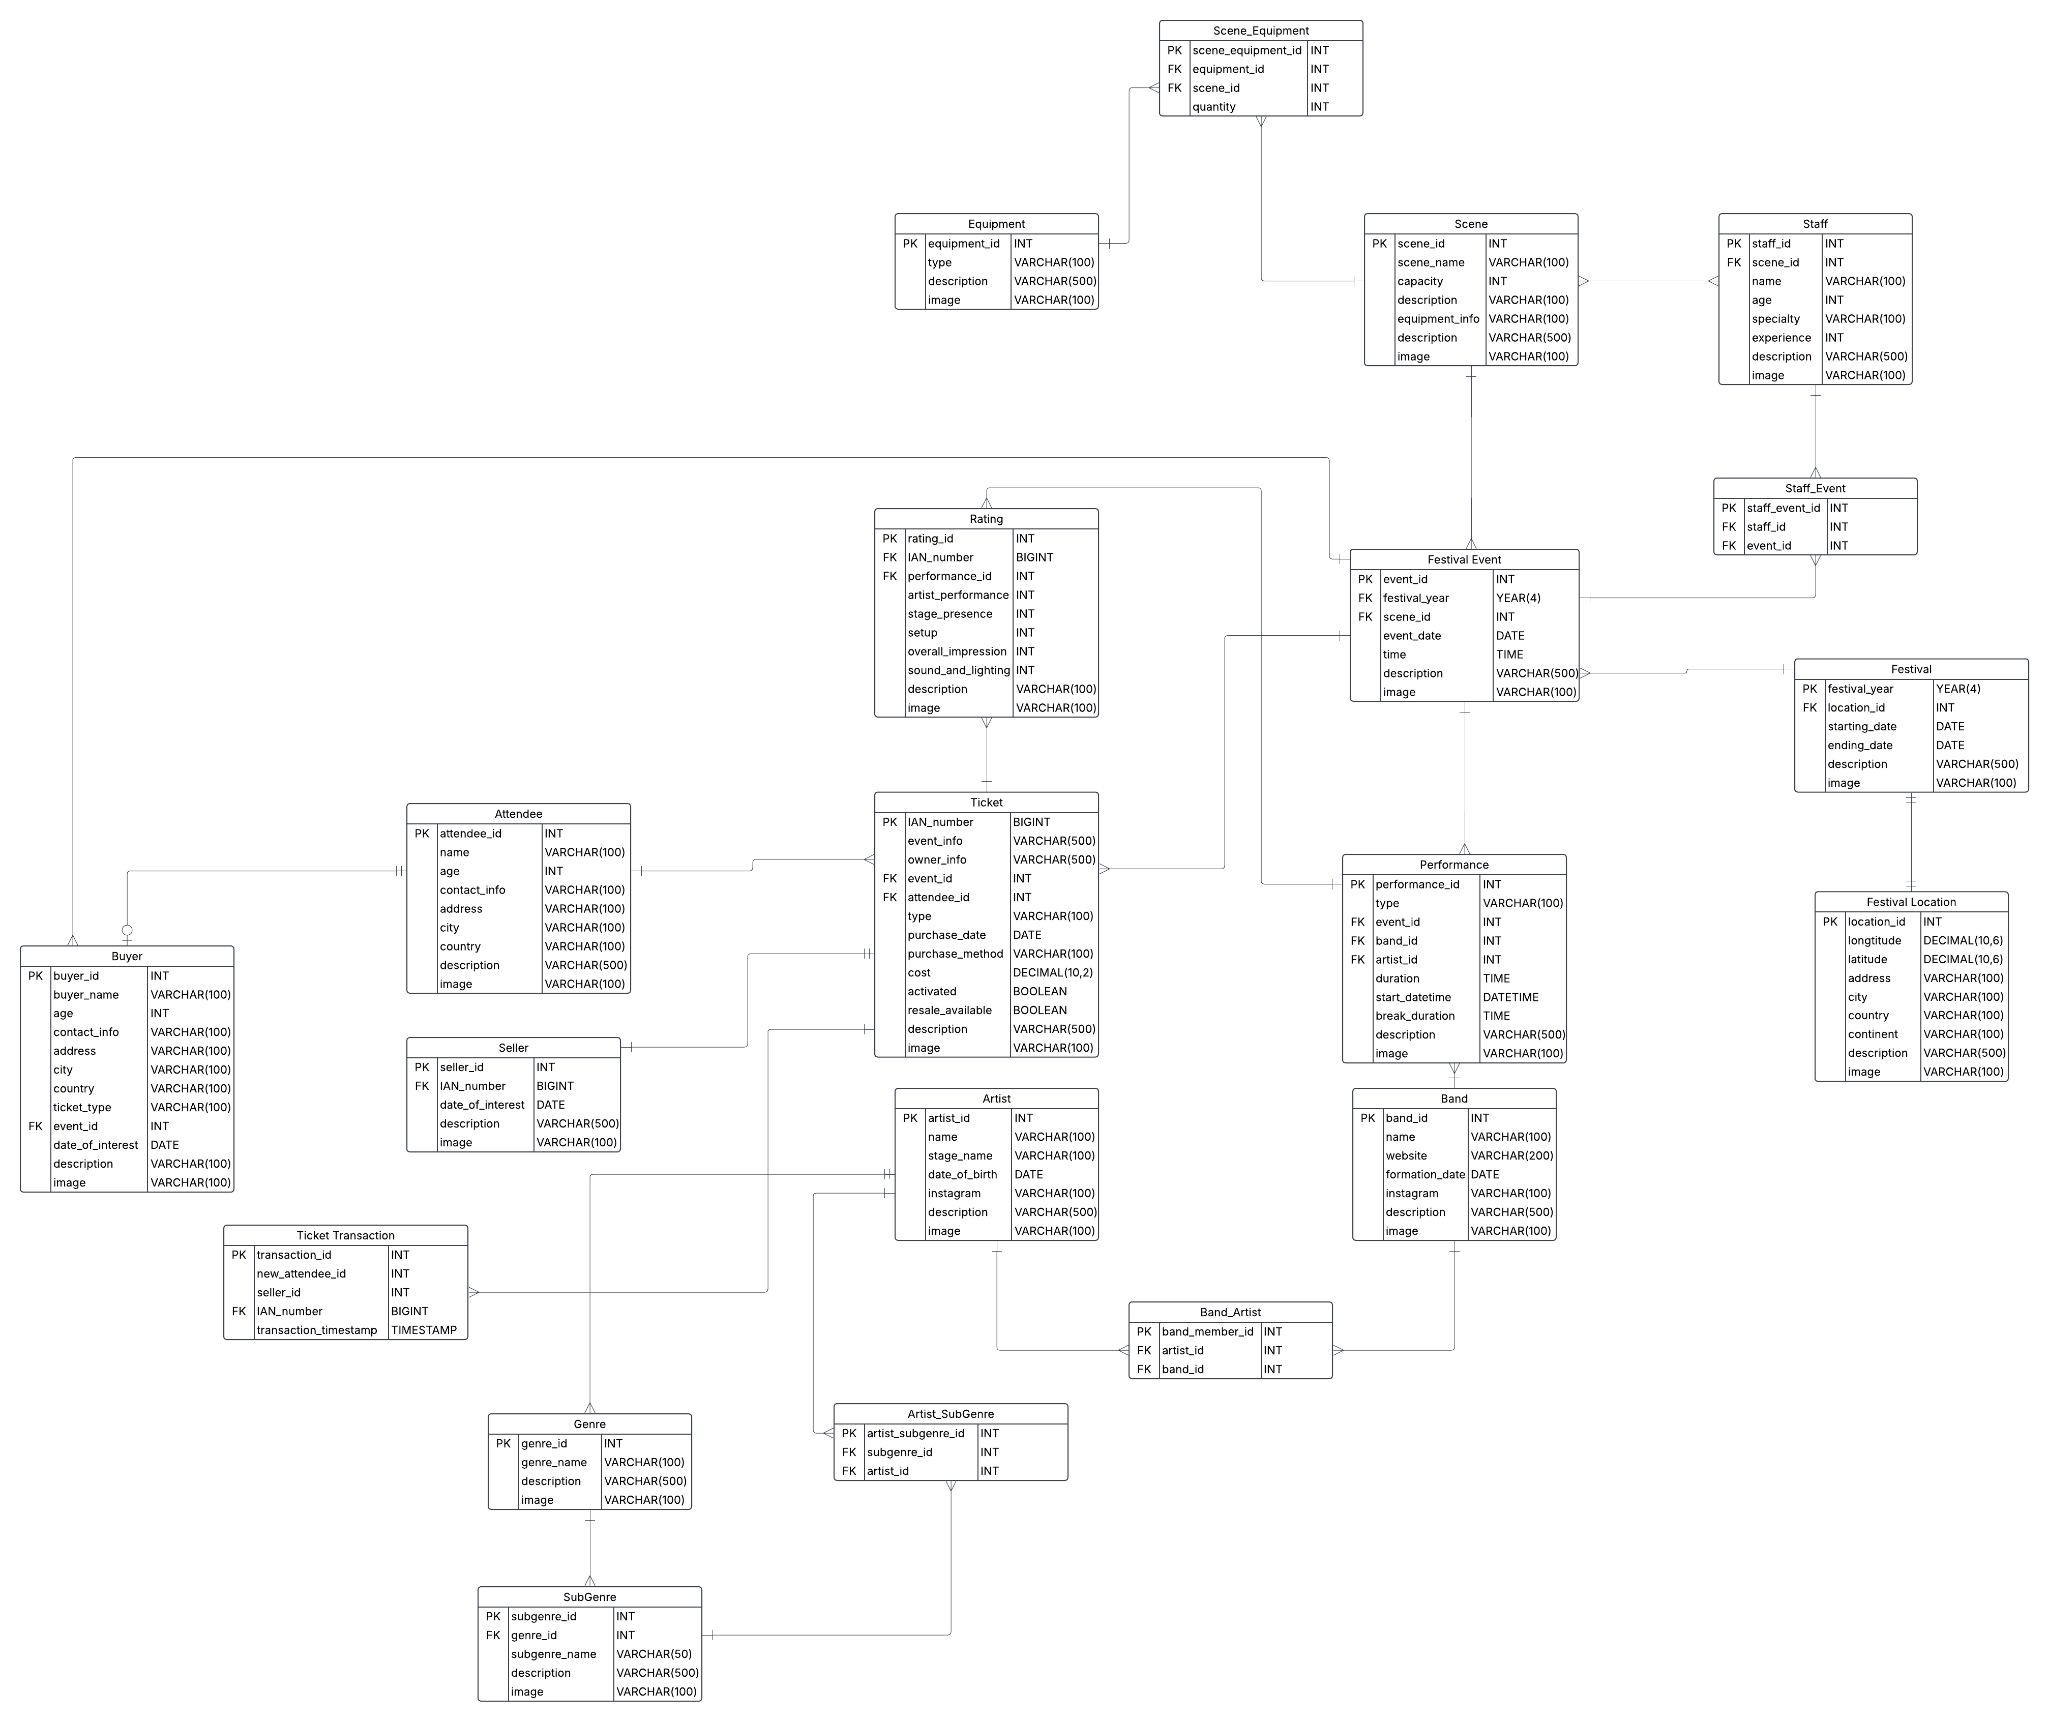 Scene_Equipment
PK scene_equipment_id INT
FK equipment_id INT
FK scene_id INT
quantity INT
Equipment
PK equipment_id INT
type VARCHAR(100)
description VARCHAR(500)
image VARCHAR(100)
Scene
PK scene_id INT
scene_name VARCHAR(100)
capacity INT
description VARCHAR(100)
equipment_info VARCHAR(100)
description VARCHAR(500)
image VARCHAR(100)
Staff
PK staff_id INT
FK scene_id INT
name VARCHAR(100)
age INT
specialty VARCHAR(100)
experience INT
description VARCHAR(500)
image VARCHAR(100)
Staff_Event
PK staff_event_id INT
FK staff_id INT
FK event_id INT
Rating
PK rating_id INT
FK IAN_number BIGINT
FK performance_id INT
artist_performance INT
stage_presence INT
setup INT
overall_impression INT
sound_and_lighting INT
description VARCHAR(100)
image VARCHAR(100)
Festival Event
PK event_id INT
FK festival_year YEAR(4)
FK scene_id INT
event_date DATE
time TIME
description VARCHAR(500)
image VARCHAR(100)
Festival
PK festival_year YEAR(4)
FK location_id INT
starting_date DATE
ending_date DATE
description VARCHAR(500)
image VARCHAR(100)
Attendee
PK attendee_id INT
name VARCHAR(100)
age INT
contact_info VARCHAR(100)
address VARCHAR(100)
city VARCHAR(100)
country VARCHAR(100)
description VARCHAR(500)
image VARCHAR(100)
Ticket
PK IAN_number BIGINT
event_info VARCHAR(500)
owner_info VARCHAR(500)
FK event_id INT
FK attendee_id INT
type VARCHAR(100)
purchase_date DATE
purchase_method VARCHAR(100)
cost DECIMAL(10,2)
activated BOOLEAN
resale_available BOOLEAN
description VARCHAR(500)
image VARCHAR(100)
Performance
PK performance_id INT
type VARCHAR(100)
FK event_id INT
FK band_id INT
FK artist_id INT
duration TIME
start_datetime DATETIME
break_duration TIME
description VARCHAR(500)
image VARCHAR(100)
Festival Location
PK location_id INT
longtitude DECIMAL(10,6)
latitude DECIMAL(10,6)
address VARCHAR(100)
city VARCHAR(100)
country VARCHAR(100)
continent VARCHAR(100)
description VARCHAR(500)
image VARCHAR(100)
Buyer
PK buyer_id INT
buyer_name VARCHAR(100)
age INT
contact_info VARCHAR(100)
address VARCHAR(100)
city VARCHAR(100)
country VARCHAR(100)
ticket_type VARCHAR(100)
FK event_id INT
date_of_interest DATE
description VARCHAR(100)
image VARCHAR(100)
Seller
PK seller_id INT
FK IAN_number BIGINT
date_of_interest DATE
description VARCHAR(500)
image VARCHAR(100)
Artist
PK artist_id INT
name VARCHAR(100)
stage_name VARCHAR(100)
date_of_birth DATE
instagram VARCHAR(100)
description VARCHAR(500)
image VARCHAR(100)
Band
PK band_id INT
name VARCHAR(100)
website VARCHAR(200)
formation_date DATE
instagram VARCHAR(100)
description VARCHAR(500)
image VARCHAR(100)
Ticket Transaction
PK transaction_id INT
new_attendee_id INT
seller_id INT
FK IAN_number BIGINT
transaction_timestamp TIMESTAMP
Band_Artist
PK band_member_id INT
FK artist_id INT
FK band_id INT
Genre
PK genre_id INT
genre_name VARCHAR(100)
description VARCHAR(500)
image VARCHAR(100)
Artist_SubGenre
PK artist_subgenre_id INT
FK subgenre_id INT
FK artist_id INT
SubGenre
PK subgenre_id INT
FK genre_id INT
subgenre_name VARCHAR(50)
description VARCHAR(500)
image VARCHAR(100)